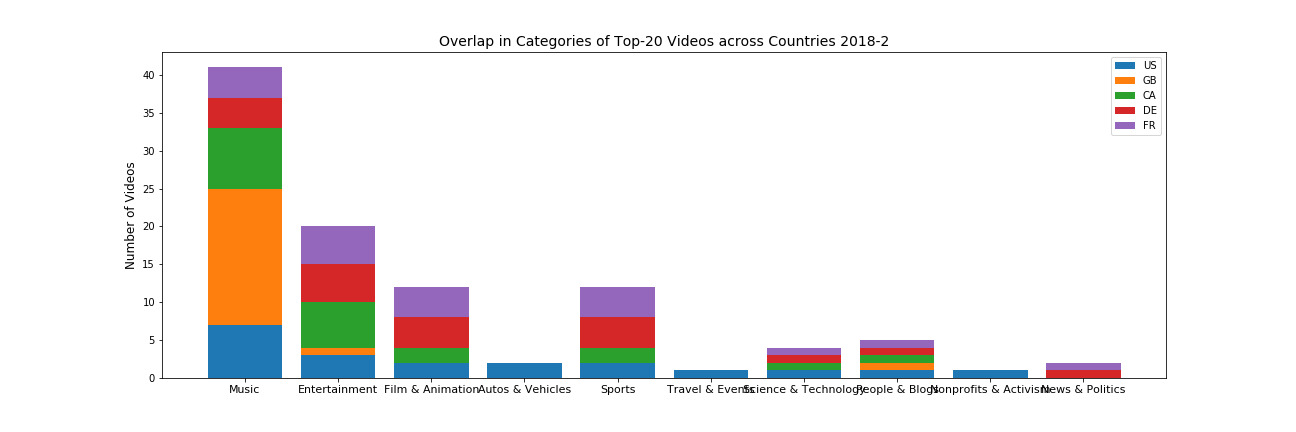 Overlap in Categories of Top-20 Videos across Countries 2018-2
US
GB
CA
DE
FR
Number of Videos
40
35
30
25
20
15
10
5
0
Music
Entertainment
Film & Animation
Autos & Vehicles
Sports
Travel & Events
Science & Technology
People & Blogs
Nonprofits & Activism
News & Politics